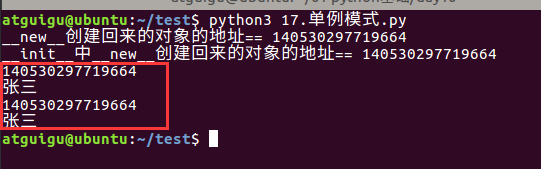 atguigu@ubuntu:~/test$ python3 17.单例模式.py
__new__创建回来的对象的地址== 140530297719664
__init__中__new__创建回来的对象的地址== 140530297719664
140530297719664
张三
140530297719664
张三
atguigu@ubuntu:~/test$